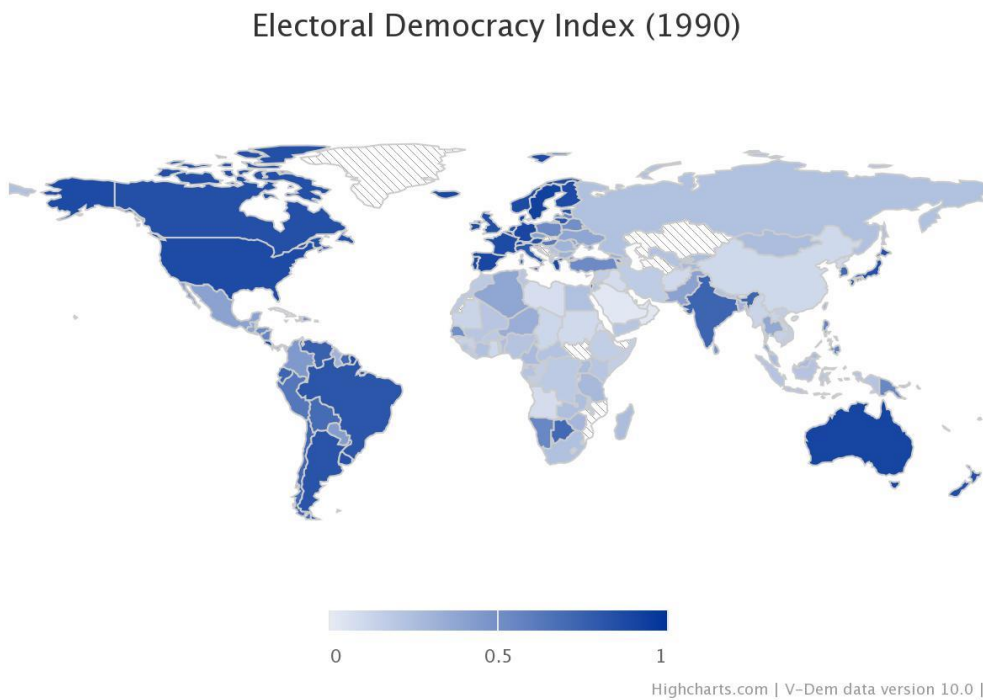 Electoral Democracy Index (1990)
0 0.5 1
Highcharts.com | V-Dem data version 10.0 |